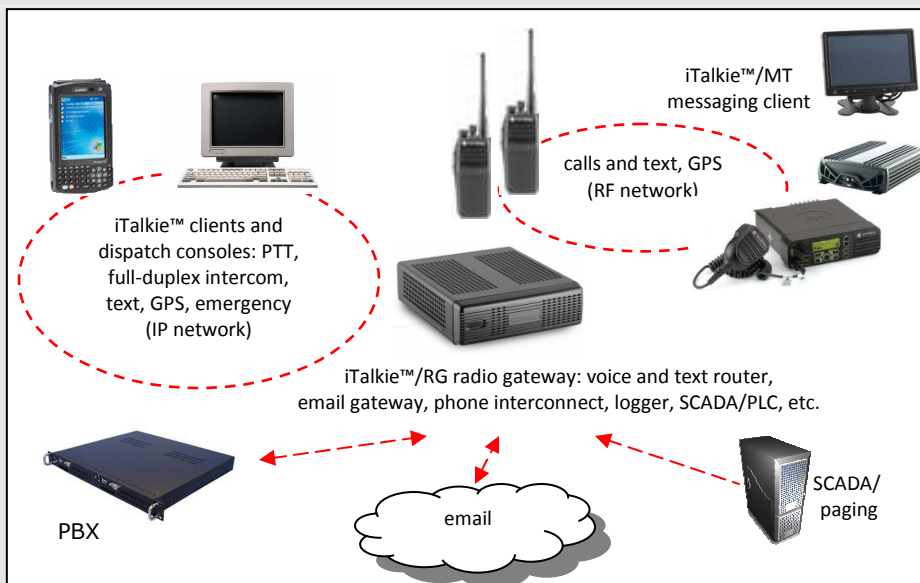 iTalkie™/MT
messaging client
calls and text, GPS
(RF network)
iTalkie™ clients and
dispatch consoles: PTT,
full-duplex intercom,
text, GPS, emergency
(IP network)
iTalkie™/RG radio gateway: voice and text router,
email gateway, phone interconnect, logger, SCADA/PLC, etc.
PBX
email
SCADA/
paging